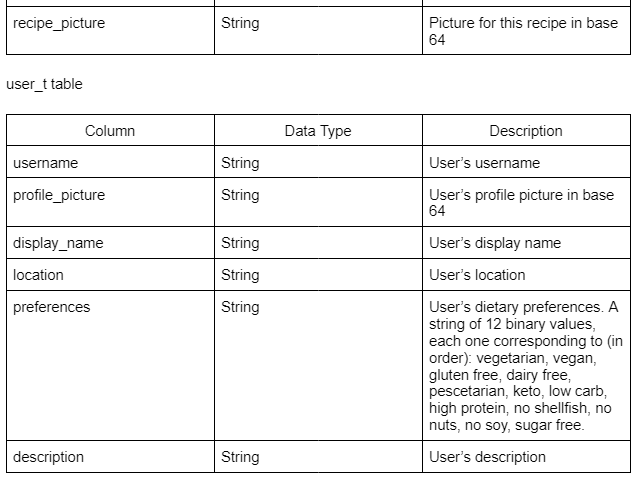 recipe_picture String Picture for this recipe in base
64
user_t table
Column Data Type Description
username String User’s username
profile_picture String User’s profile picture in base
64
display_name String User’s display name
location String User’s location
preferences String User’s dietary preferences. A
string of 12 binary values,
each one corresponding to (in
order): vegetarian, vegan,
gluten free, dairy free,
pescetarian, keto, low carb,
high protein, no shellfish, no
nuts, no soy, sugar free.
description String User’s description